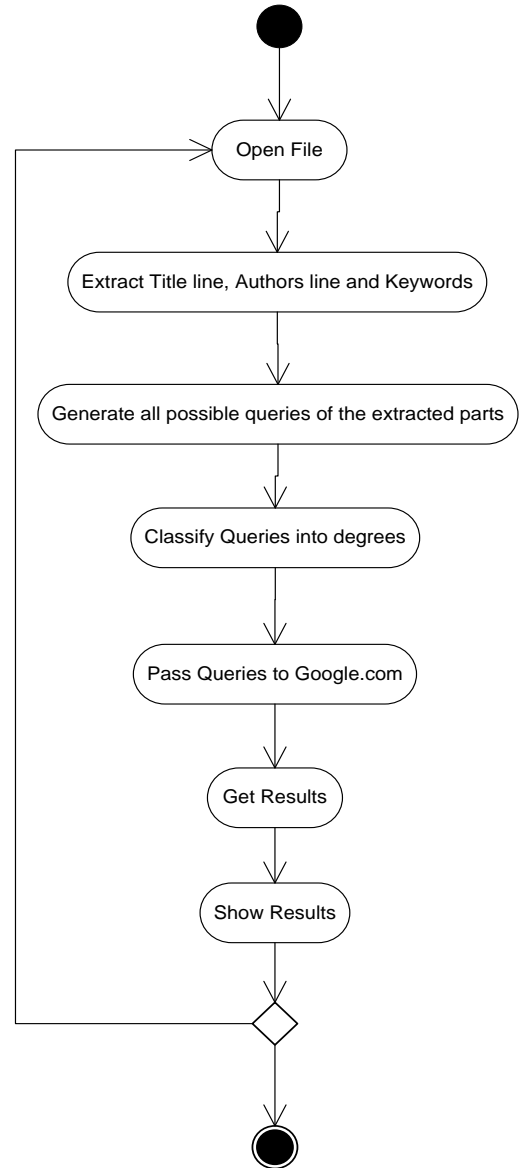 Open File
Extract Title line, Authors line and Keywords
Generate all possible queries of the extracted parts
Classify Queries into degrees
Pass Queries to Google.com
Get Results
Show Results